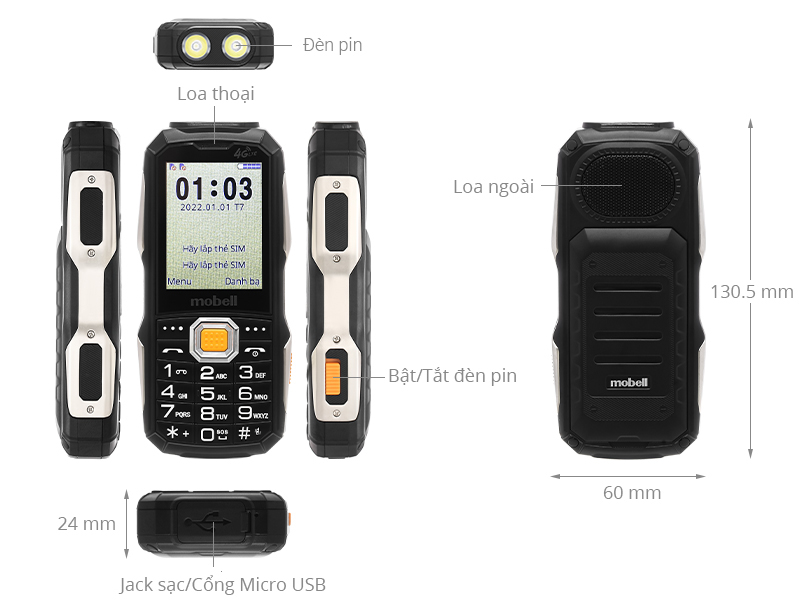 Đèn pin
Loa thoại
4G LTE
01:03
2022.01.01 T7
Hãy lắp thẻ SIM
Hãy lắp thẻ SIM
Menu Danh bạ
mobell
1 2 ABC 3 DEF
4 GHI 5 JKL 6 MNO
7 PQRS 8 TUV 9 WXYZ
* + 0 SOS #
Bật/Tắt đèn pin
Loa ngoài
130.5 mm
mobell
60 mm
24 mm
Jack sạc/Cổng Micro USB